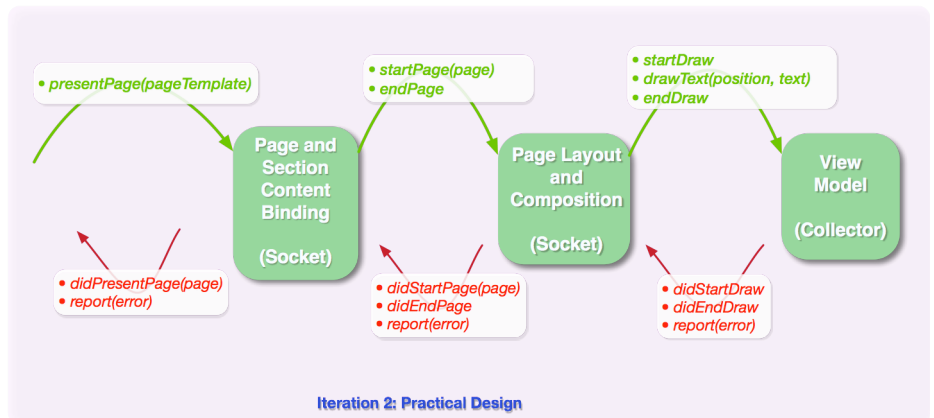 • presentPage(pageTemplate)
• startPage(page)
• endPage
• startDraw
• drawText(position, text)
• endDraw
Page and
Section
Content
Binding
(Socket)
Page Layout
and
Composition
(Socket)
View
Model
(Collector)
• didPresentPage(page)
• report(error)
• didStartPage(page)
• didEndPage
• report(error)
• didStartDraw
• didEndDraw
• report(error)
Iteration 2: Practical Design